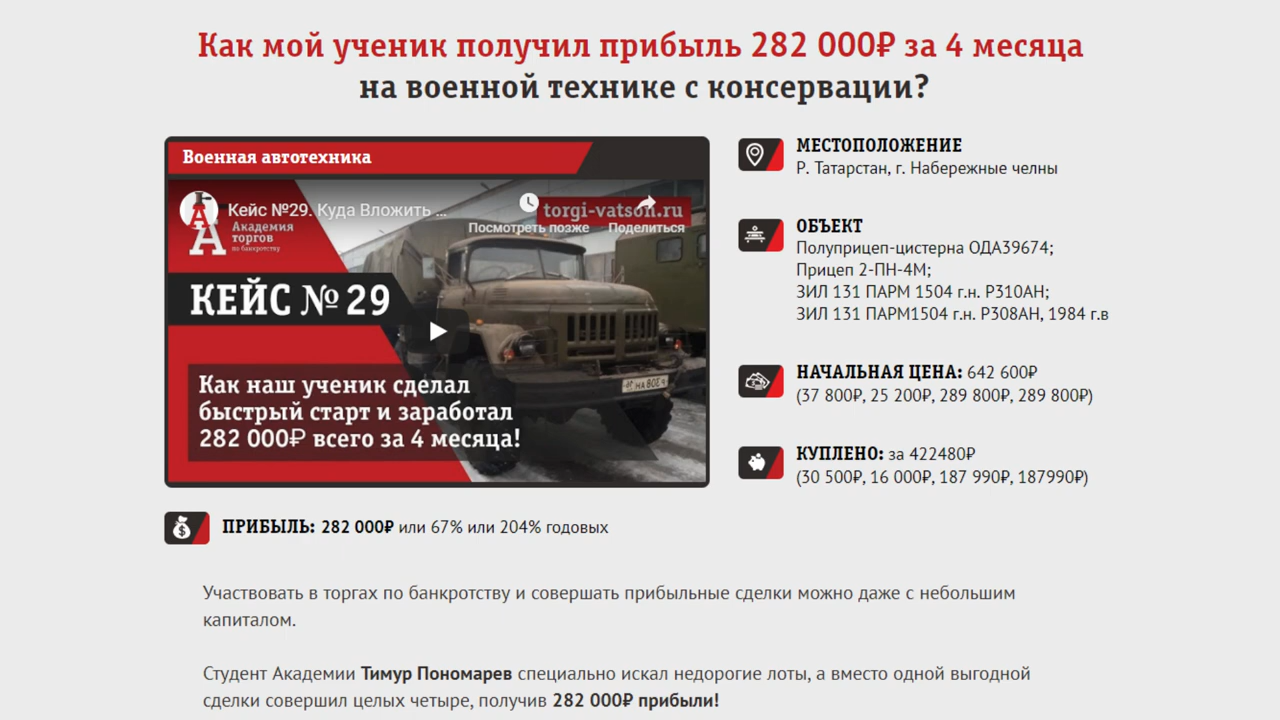 Как мой ученик получил прибыль 282 000₽ за 4 месяца
на военной технике с консервации?
Военная автотехника
Кейс №29. Куда Вложить ...
Посмотреть позже
Поделиться
torgi-vatson.ru
Академия
торгов
по банкротству
КЕЙС № 29
Как наш ученик сделал
быстрый старт и заработал
282 000₽ всего за 4 месяца!
НА 8069
МЕСТОПОЛОЖЕНИЕ
Р. Татарстан, г. Набережные челны
ОБЪЕКТ
Полуприцеп-цистерна ОДА39674;
Прицеп 2-ПН-4М;
ЗИЛ 131 ПАРМ 1504 г.н. Р310АН;
ЗИЛ 131 ПАРМ1504 г.н. Р308АН, 1984 г.в
НАЧАЛЬНАЯ ЦЕНА: 642 600₽
(37 800₽, 25 200₽, 289 800₽, 289 800₽)
КУПЛЕНО: за 422480₽
(30 500₽, 16 000₽, 187 990₽, 187990₽)
ПРИБЫЛЬ: 282 000₽ или 67% или 204% годовых
Участвовать в торгах по банкротству и совершать прибыльные сделки можно даже с небольшим
капиталом.
Студент Академии Тимур Пономарев специально искал недорогие лоты, а вместо одной выгодной
сделки совершил целых четыре, получив 282 000₽ прибыли!